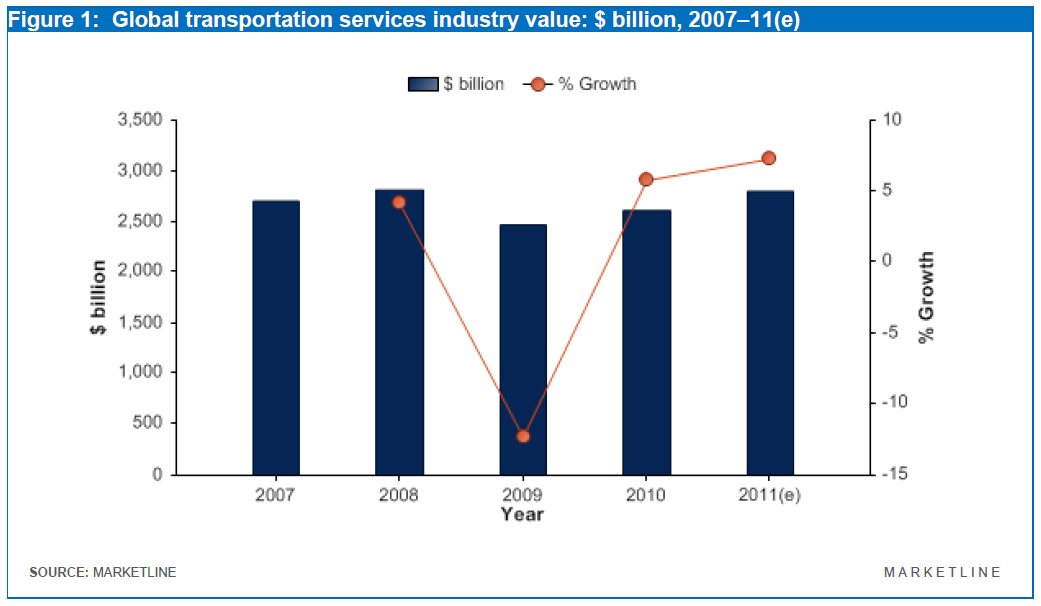 Figure 1:  Global transportation services industry value: $ billion, 2007–11(e)
$ billion % Growth
3,500
3,000
2,500
2,000
1,500
1,000
500
0
$ billion
10
5
0
-5
-10
-15
% Growth
2007 2008 2009 2010 2011(e)
Year
SOURCE: MARKETLINE
MARKETLINE